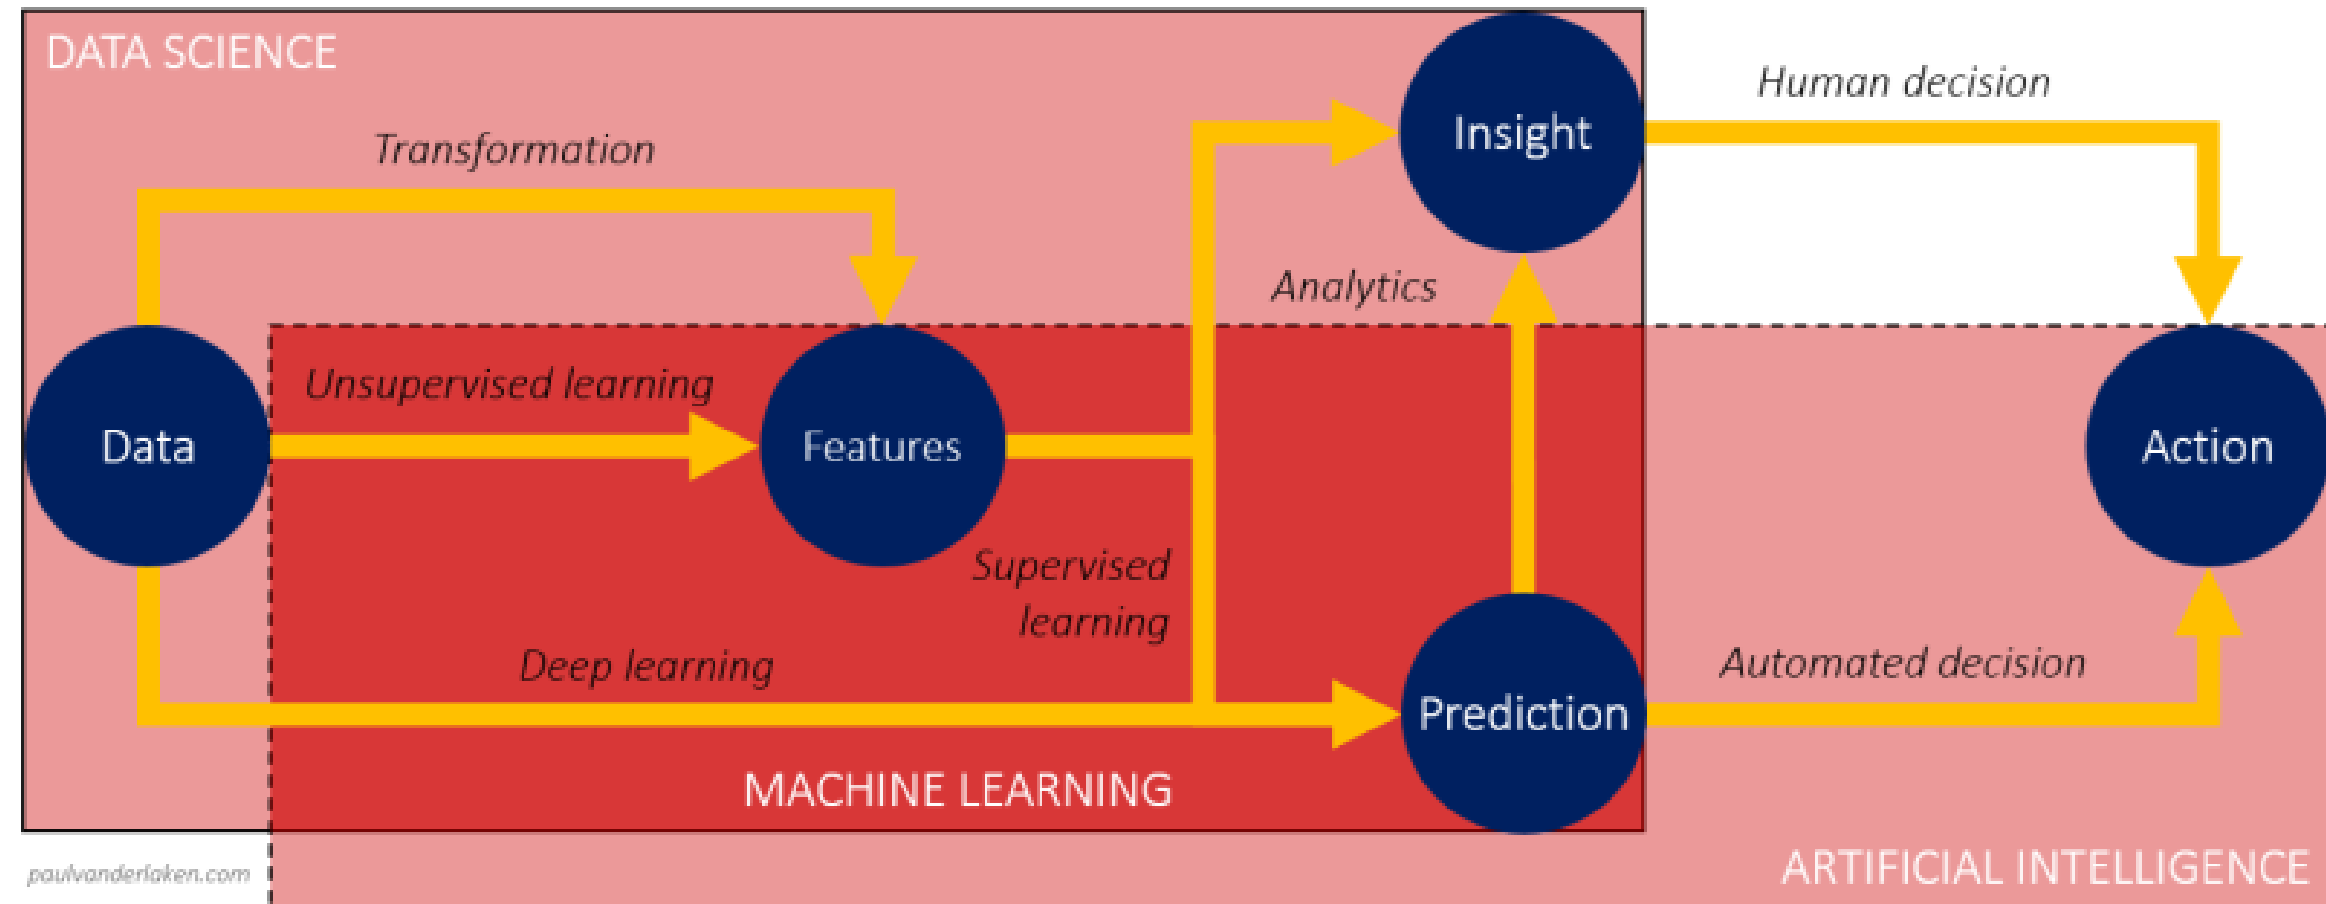 DATA SCIENCE
Insight
Human decision
Transformation
Analytics
Unsupervised learning
Data
Features
Action
Supervised
learning
Deep learning
Automated decision
Prediction
MACHINE LEARNING
ARTIFICIAL INTELLIGENCE
paulvanderlaken.com